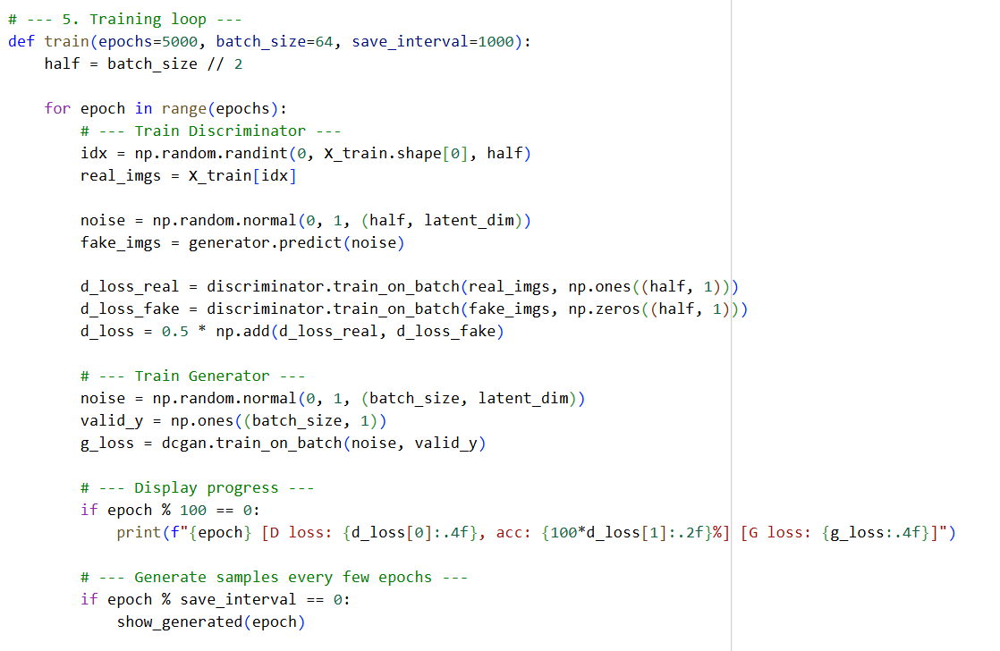 # --- 5. Training loop ---
def train(epochs=5000, batch_size=64, save_interval=1000):
    half = batch_size // 2

    for epoch in range(epochs):
        # --- Train Discriminator ---
        idx = np.random.randint(0, X_train.shape[0], half)
        real_imgs = X_train[idx]

        noise = np.random.normal(0, 1, (half, latent_dim))
        fake_imgs = generator.predict(noise)

        d_loss_real = discriminator.train_on_batch(real_imgs, np.ones((half, 1)))
        d_loss_fake = discriminator.train_on_batch(fake_imgs, np.zeros((half, 1)))
        d_loss = 0.5 * np.add(d_loss_real, d_loss_fake)

        # --- Train Generator ---
        noise = np.random.normal(0, 1, (batch_size, latent_dim))
        valid_y = np.ones((batch_size, 1))
        g_loss = dcgan.train_on_batch(noise, valid_y)

        # --- Display progress ---
        if epoch % 100 == 0:
            print(f"{epoch} [D loss: {d_loss[0]:.4f}, acc: {100*d_loss[1]:.2f}%] [G loss: {g_loss:.4f}]")

        # --- Generate samples every few epochs ---
        if epoch % save_interval == 0:
            show_generated(epoch)